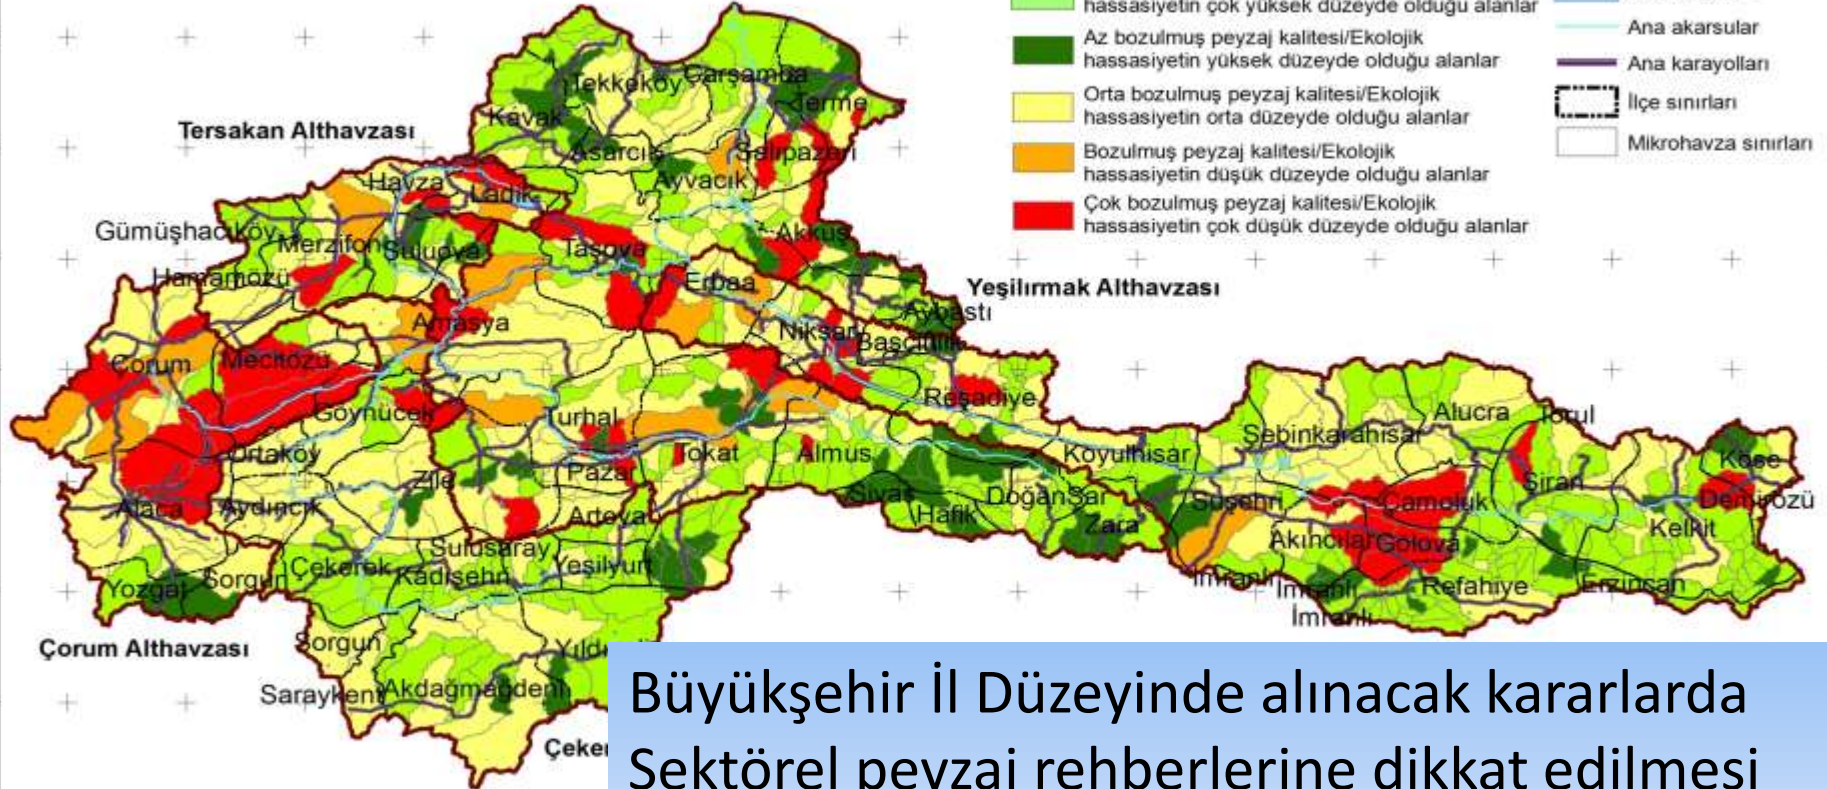 hassasiyetin çok yüksek düzeyde olduğu alanlar
Az bozulmuş peyzaj kalitesi/Ekolojik
hassasiyetin yüksek düzeyde olduğu alanlar
Orta bozulmuş peyzaj kalitesi/Ekolojik
hassasiyetin orta düzeyde olduğu alanlar
Bozulmuş peyzaj kalitesi/Ekolojik
hassasiyetin düşük düzeyde olduğu alanlar
Çok bozulmuş peyzaj kalitesi/Ekolojik
hassasiyetin çok düşük düzeyde olduğu alanlar
Ana akarsular
Ana karayolları
İlçe sınırları
Mikrohavza sınırları
Tekkeköy
Çarşamba
Terme
Kavak
Tersakan Althavzası
Asarcık
Salıpazarı
Ayvacık
Havza
Ladik
Gümüşhacıköy
Merzifon
Suluova
Taşova
Akkuş
Hamamözü
Erbaa
Yeşilırmak Althavzası
Aybastı
Amasya
Niksar
Başçiftlik
Çorum
Mecitözü
Göynücek
Turhal
Reşadiye
Alucra
Torul
Şebinkarahisar
Ortaköy
Tokat
Almus
Koyulhisar
Köse
Zile
Pazar
Sivas
Doğanşar
Suşehri
Çamoluk
Şiran
Demirözü
Alaca
Aydıncık
Artova
Hafik
Zara
Akıncılar
Gölova
Kelkit
Sulusaray
Yeşilyurt
Çekerek
Kadışehri
Sorgun
Yozgat
İmranlı
İmranlı
Refahiye
Erzincan
İmranlı
Çorum Althavzası
Sorgun
Saraykent
Akdağmağdeni
Büyükşehir İl Düzeyinde alınacak kararlarda
Sektörel peyzaj rehberlerine dikkat edilmesi